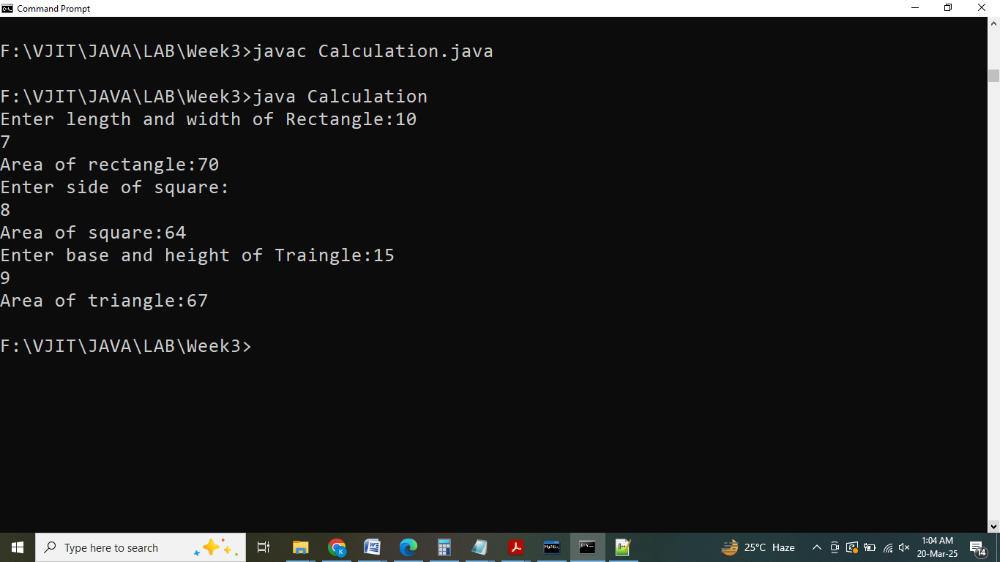 Command Prompt
F:\VJIT\JAVA\LAB\Week3>javac Calculation.java
F:\VJIT\JAVA\LAB\Week3>java Calculation
Enter length and width of Rectangle:10
7
Area of rectangle:70
Enter side of square:
8
Area of square:64
Enter base and height of Traingle:15
9
Area of triangle:67
F:\VJIT\JAVA\LAB\Week3>
Type here to search
25°C Haze
1:04 AM
20-Mar-25
14